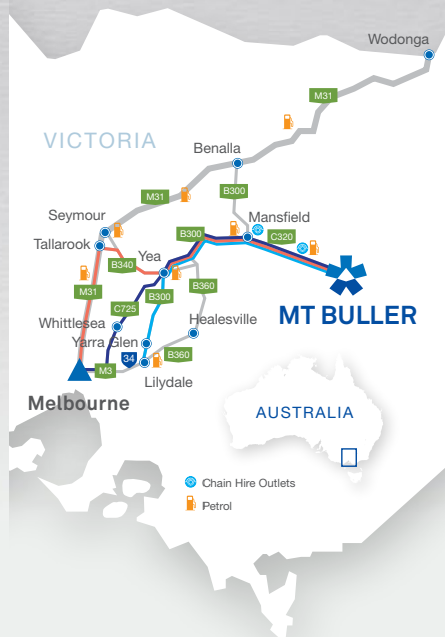 Wodonga
M31
VICTORIA
Benalla
M31
B300
Seymour
Mansfield
Tallarook
B300
C320
Yea
B340
M31
B300
B360
C725
MT BULLER
Whittlesea
Healesville
Yarra Glen
34
B360
M3
Lilydale
Melbourne
AUSTRALIA
Chain Hire Outlets
Petrol